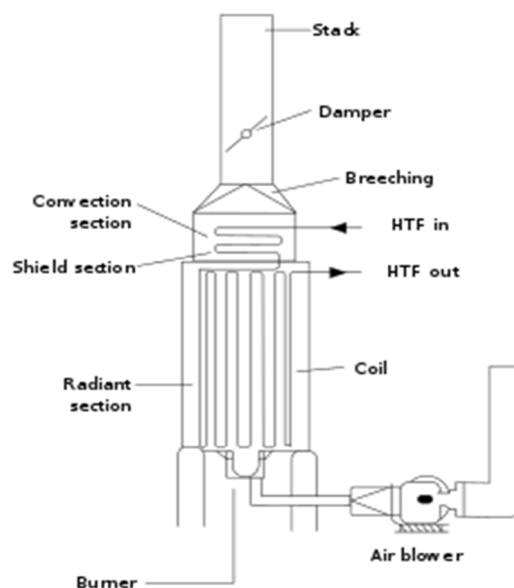 Stack
Damper
Breeching
Convection
section
HTF in
Shield section
HTF out
Radiant
section
Coil
Air blower
Burner